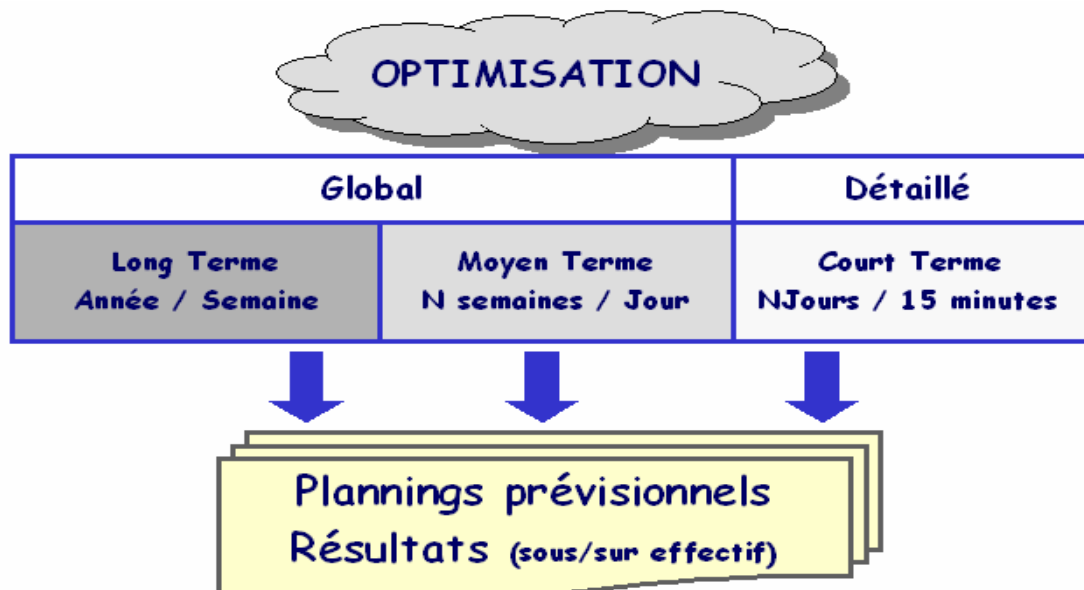 OPTIMISATION
Global
Détaillé
Long Terme
Année / Semaine
Moyen Terme
N semaines / Jour
Court Terme
NJours / 15 minutes
Plannings prévisionnels
Résultats (sous/sur effectif)